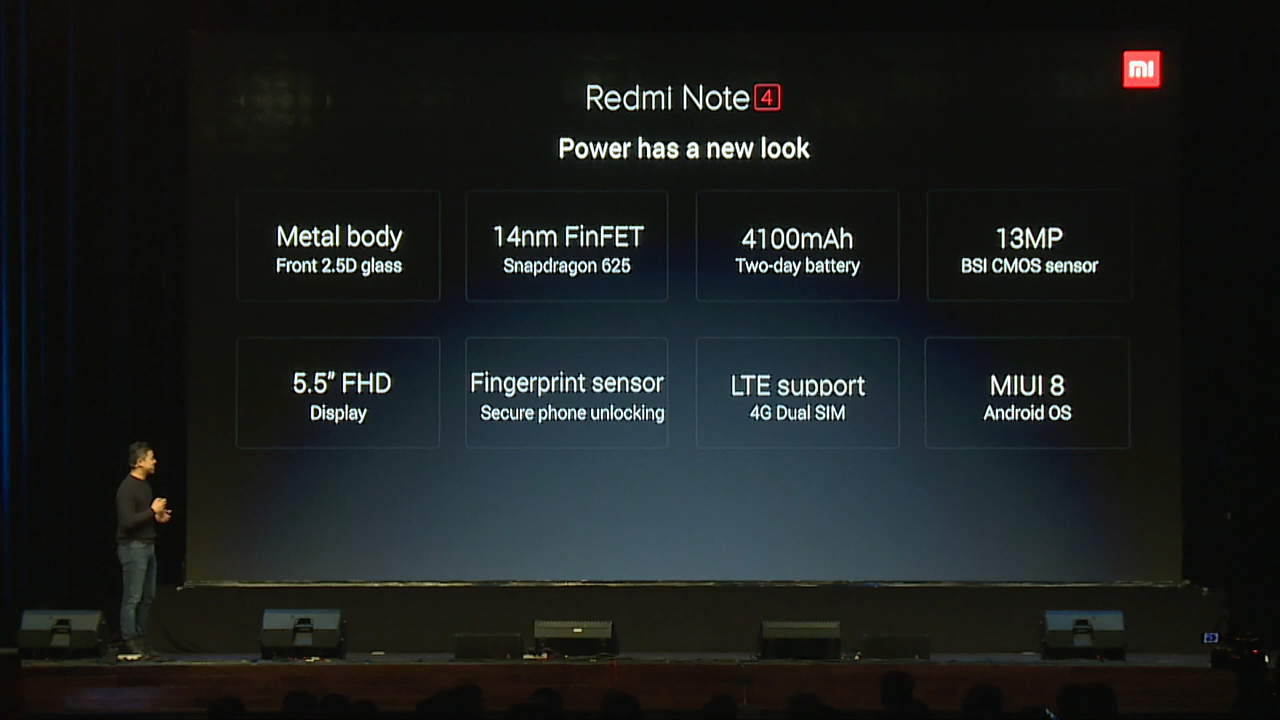 mi
Redmi Note 4
Power has a new look
Metal body
Front 2.5D glass
14nm FinFET
Snapdragon 625
4100mAh
Two-day battery
13MP
BSI CMOS sensor
5.5” FHD
Display
Fingerprint sensor
Secure phone unlocking
LTE support
4G Dual SIM
MIUI 8
Android OS